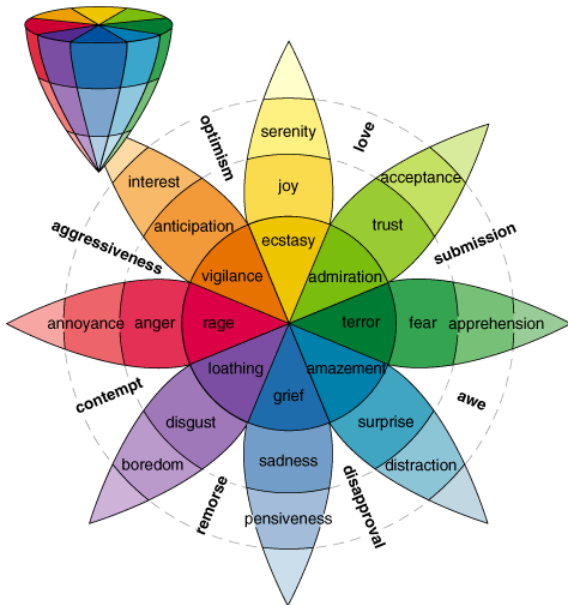 optimism
love
serenity
interest
acceptance
joy
anticipation
trust
aggressiveness
submission
ecstasy
vigilance
admiration
annoyance
anger
rage
terror
fear
apprehension
loathing
amazement
contempt
grief
awe
disgust
surprise
boredom
sadness
distraction
remorse
disapproval
pensiveness